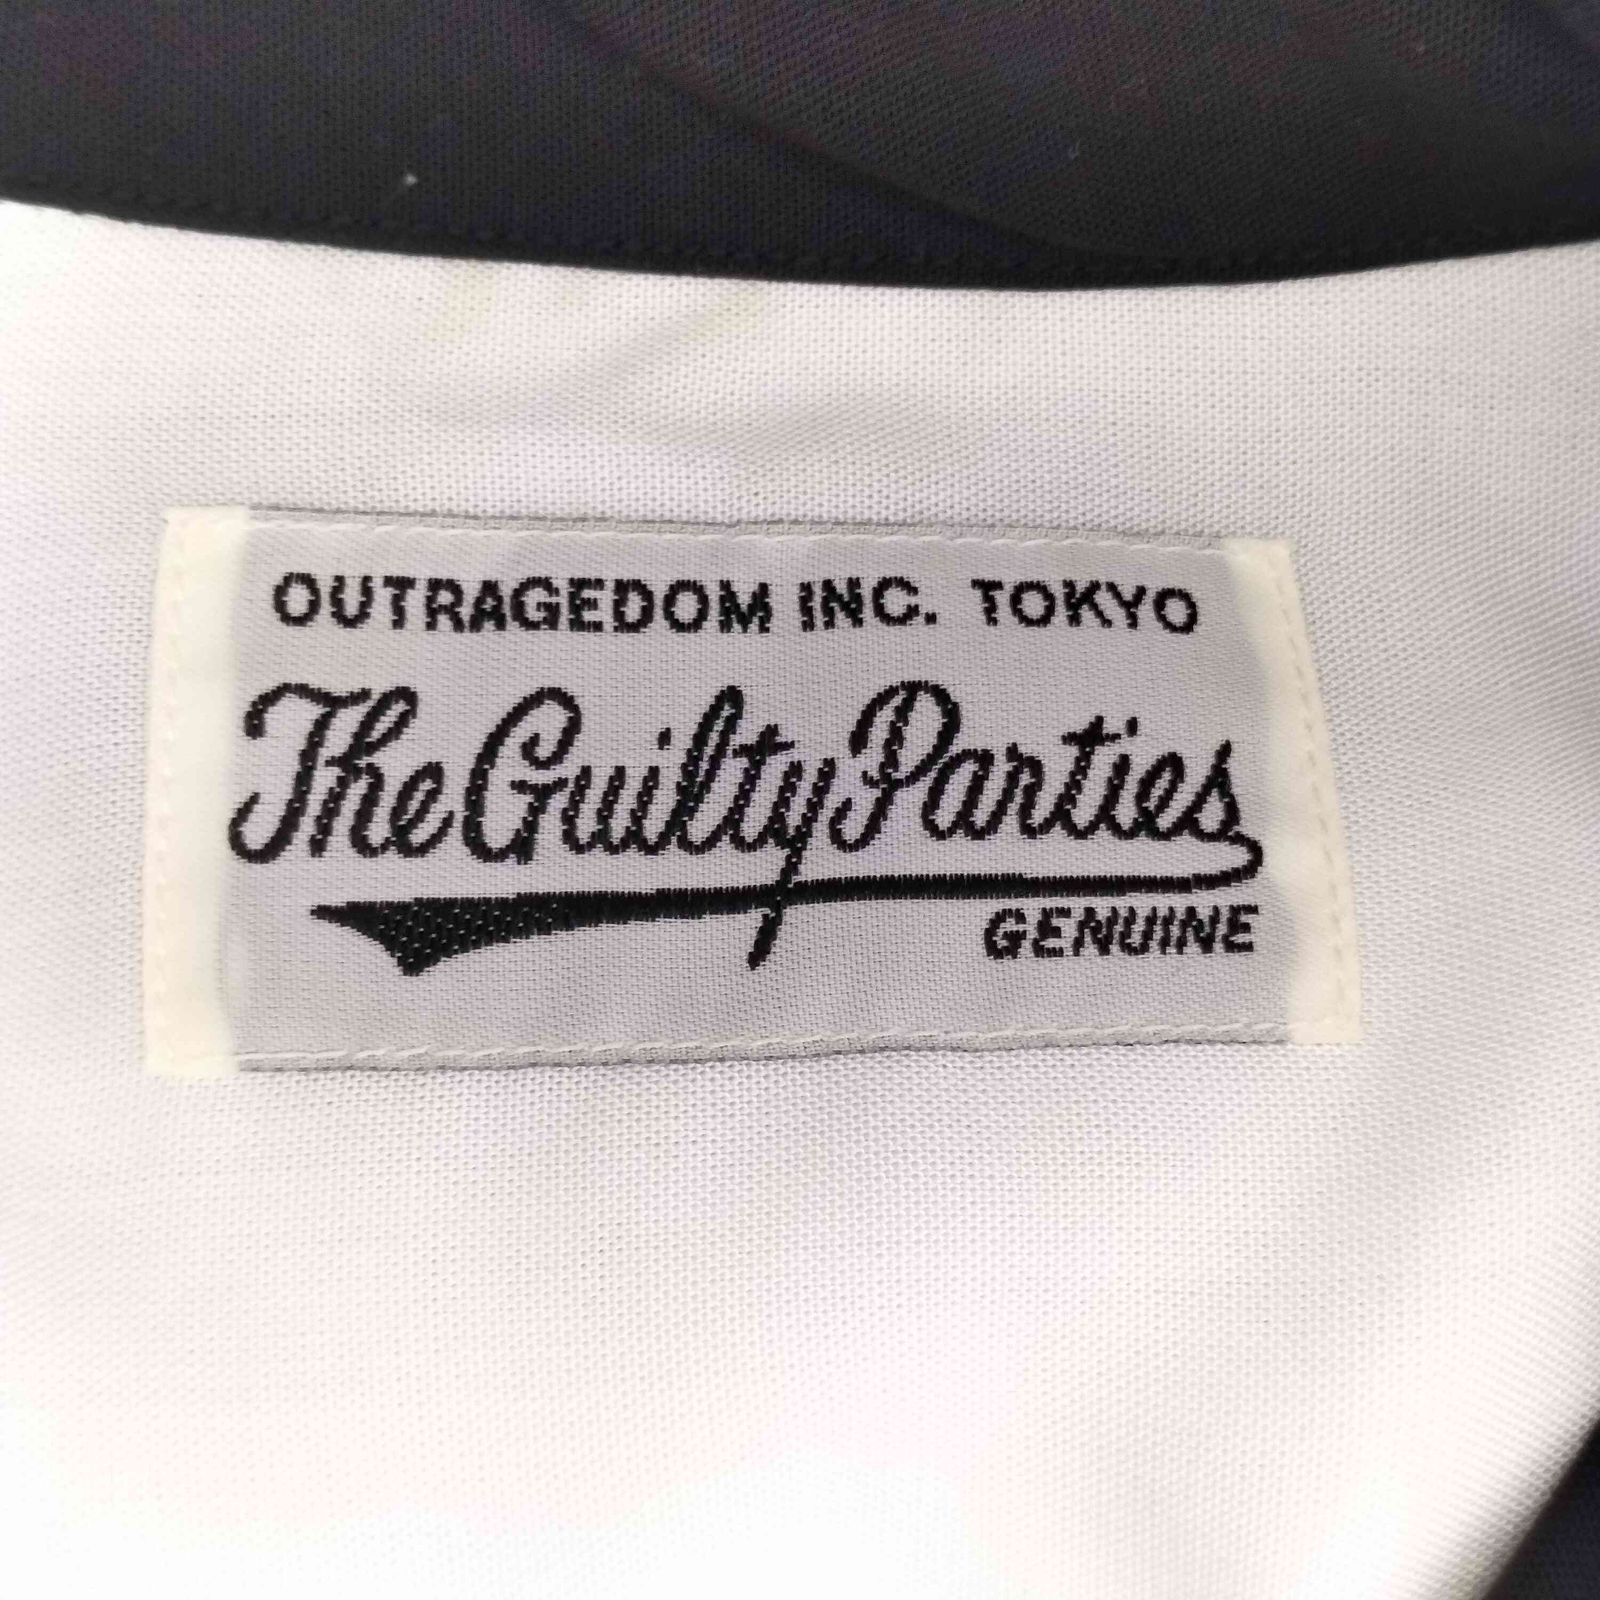 OUTRAGEDOM INC. TOKYO
The Guilty Parties
GENUINE